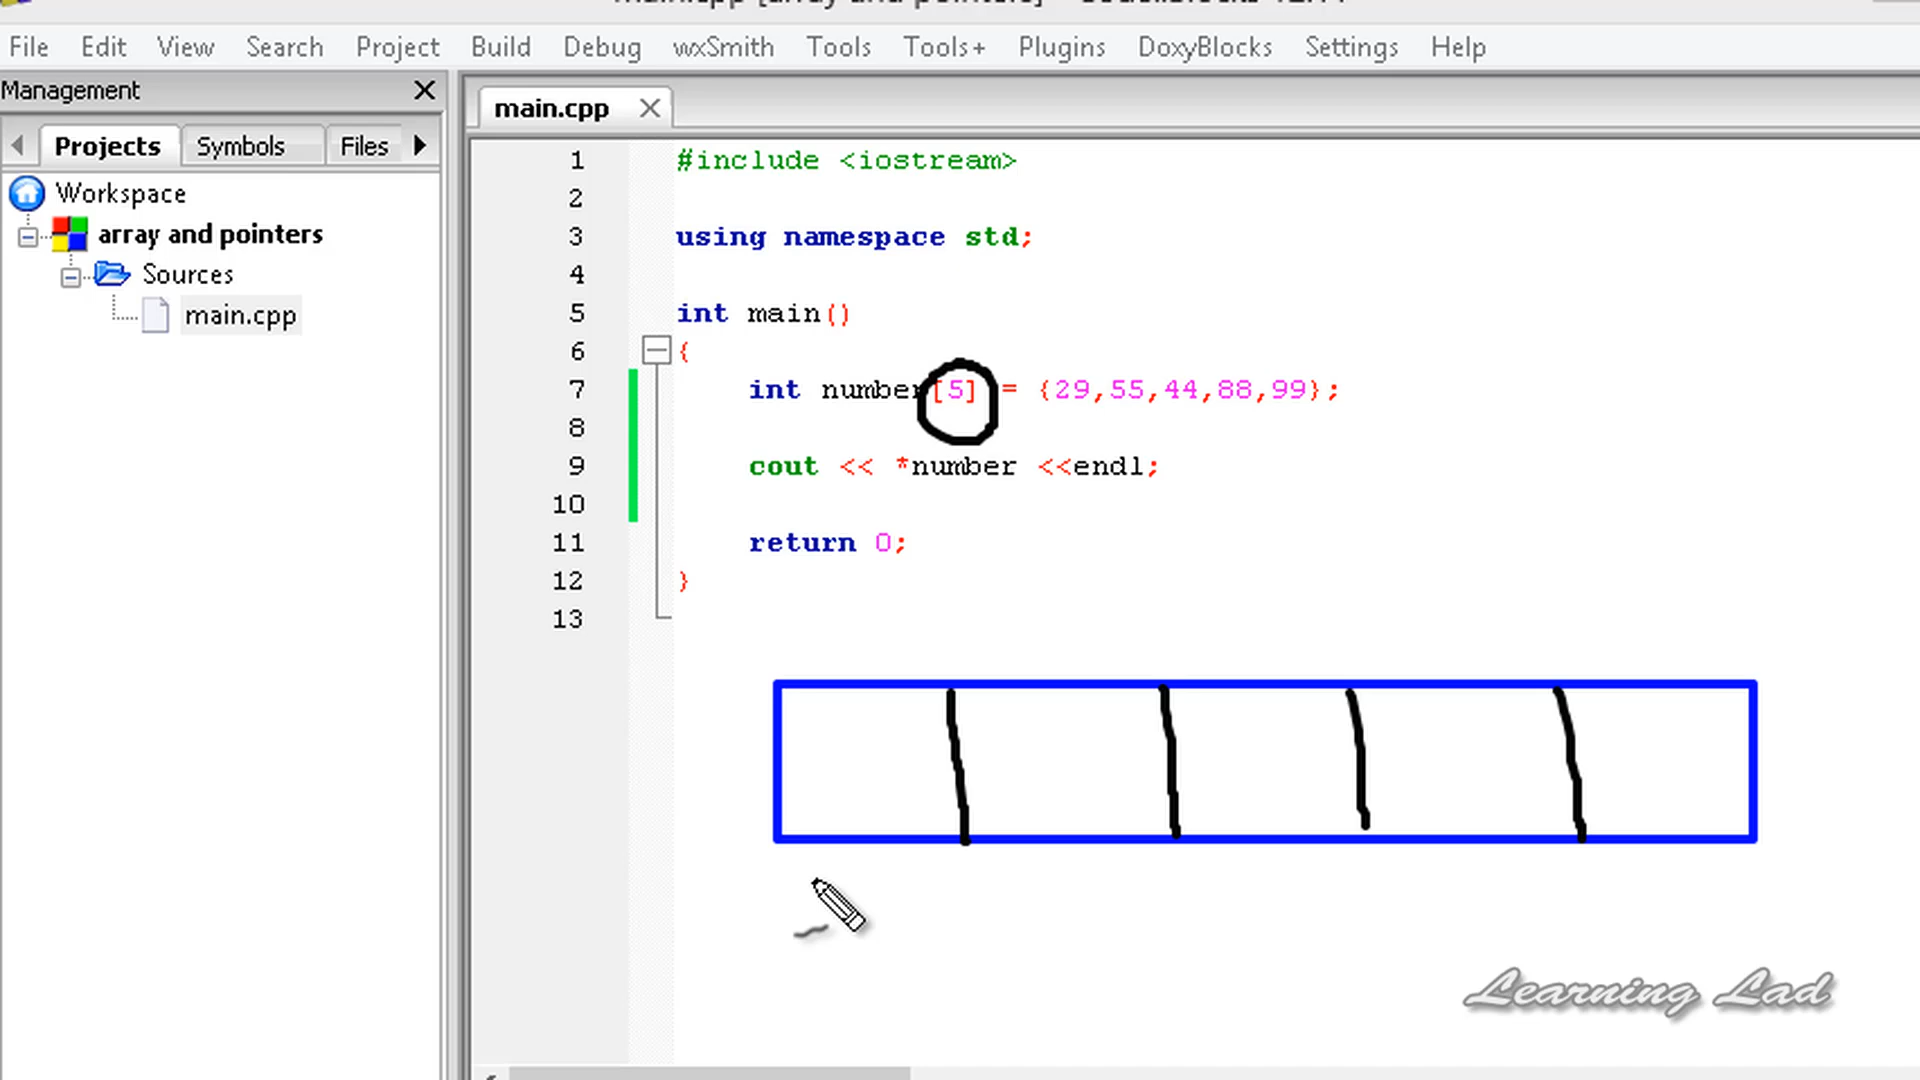 File Edit View Search Project Build Debug wxSmith Tools Tools+ Plugins DoxyBlocks Settings Help
Management
main.cpp
Projects Symbols Files
Workspace
array and pointers
Sources
main.cpp
1 #include <iostream>
2
3 using namespace std;
4
5 int main()
6 {
7 int number[5] = {29,55,44,88,99};
8
9 cout << *number <<endl;
10
11 return 0;
12 }
13
Learning Lad